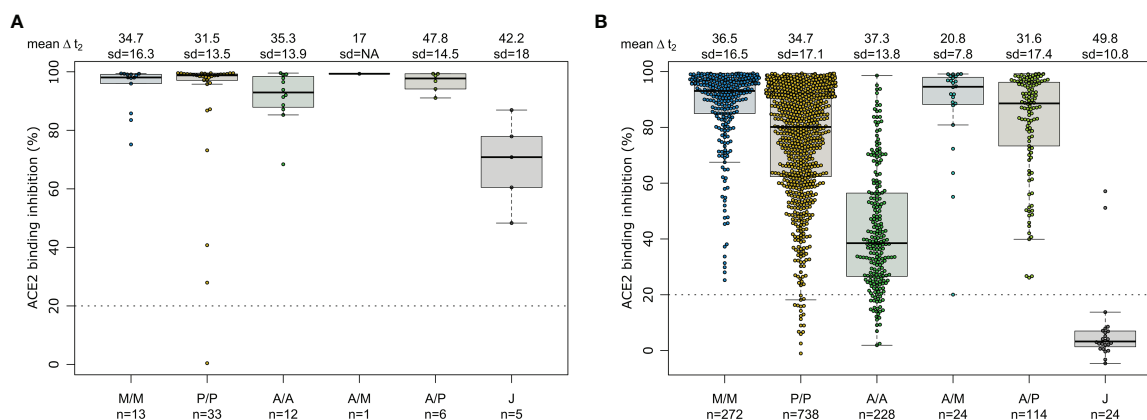 A
mean Δ t2
34.7 31.5 35.3 17 47.8 42.2
sd=16.3 sd=13.5 sd=13.9 sd=NA sd=14.5 sd=18
ACE2 binding inhibition (%)
100
80
60
40
20
0
M/M P/P A/A A/M A/P J
n=13 n=33 n=12 n=1 n=6 n=5
B
mean Δ t2
36.5 34.7 37.3 20.8 31.6 49.8
sd=16.5 sd=17.1 sd=13.8 sd=7.8 sd=17.4 sd=10.8
ACE2 binding inhibition (%)
100
80
60
40
20
0
M/M P/P A/A A/M A/P J
n=272 n=738 n=228 n=24 n=114 n=24